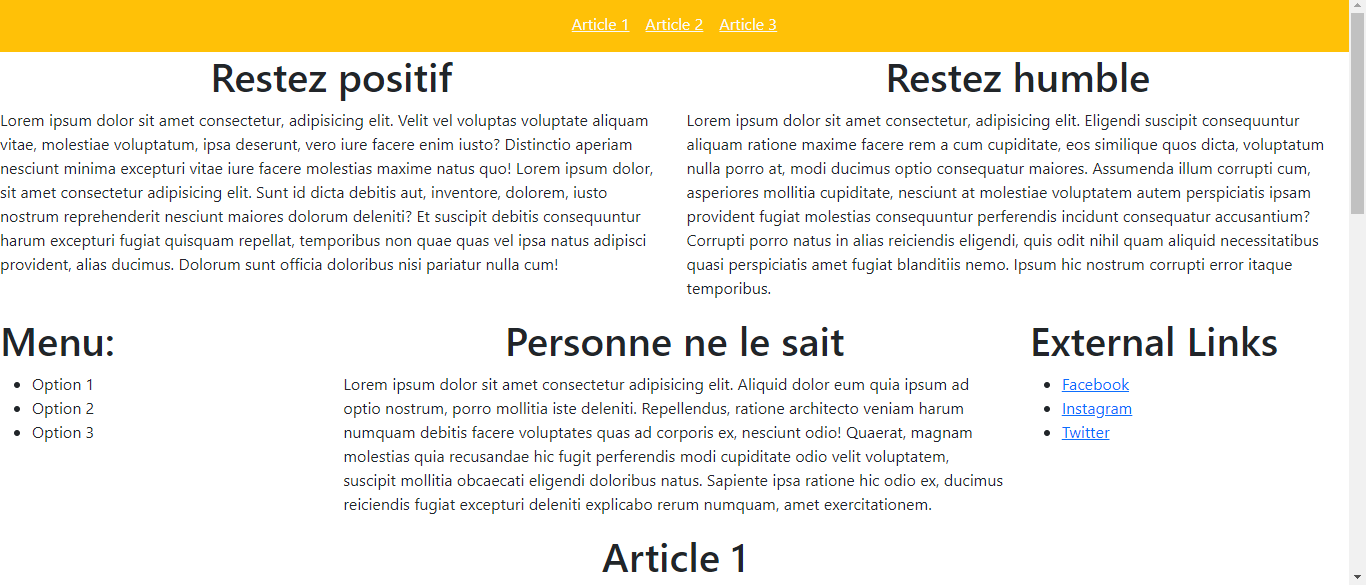 Article 1 Article 2 Article 3
Restez positif
Lorem ipsum dolor sit amet consectetur, adipisicing elit. Velit vel voluptas voluptate aliquam
vitae, molestiae voluptatum, ipsa deserunt, vero iure facere enim iusto? Distinctio aperiam
nesciunt minima excepturi vitae iure facere molestias maxime natus quo! Lorem ipsum dolor,
sit amet consectetur adipisicing elit. Sunt id dicta debitis aut, inventore, dolorem, iusto
nostrum reprehenderit nesciunt maiores dolorum deleniti? Et suscipit debitis consequuntur
harum excepturi fugiat quisquam repellat, temporibus non quae quas vel ipsa natus adipisci
provident, alias ducimus. Dolorum sunt officia doloribus nisi pariatur nulla cum!
Restez humble
Lorem ipsum dolor sit amet consectetur, adipisicing elit. Eligendi suscipit consequuntur
aliquam ratione maxime facere rem a cum cupiditate, eos similique quos dicta, voluptatum
nulla porro at, modi ducimus optio consequatur maiores. Assumenda illum corrupti cum,
asperiores mollitia cupiditate, nesciunt at molestiae voluptatem autem perspiciatis ipsam
provident fugiat molestias consequuntur perferendis incidunt consequatur accusantium?
Corrupti porro natus in alias reiciendis eligendi, quis odit nihil quam aliquid necessitatibus
quasi perspiciatis amet fugiat blanditiis nemo. Ipsum hic nostrum corrupti error itaque
temporibus.
Menu:
Option 1
Option 2
Option 3
Personne ne le sait
Lorem ipsum dolor sit amet consectetur adipisicing elit. Aliquid dolor eum quia ipsum ad
optio nostrum, porro mollitia iste deleniti. Repellendus, ratione architecto veniam harum
numquam debitis facere voluptates quas ad corporis ex, nesciunt odio! Quaerat, magnam
molestias quia recusandae hic fugit perferendis modi cupiditate odio velit voluptatem,
suscipit mollitia obcaecati eligendi doloribus natus. Sapiente ipsa ratione hic odio ex, ducimus
reiciendis fugiat excepturi deleniti explicabo rerum numquam, amet exercitationem.
External Links
Facebook
Instagram
Twitter
Article 1